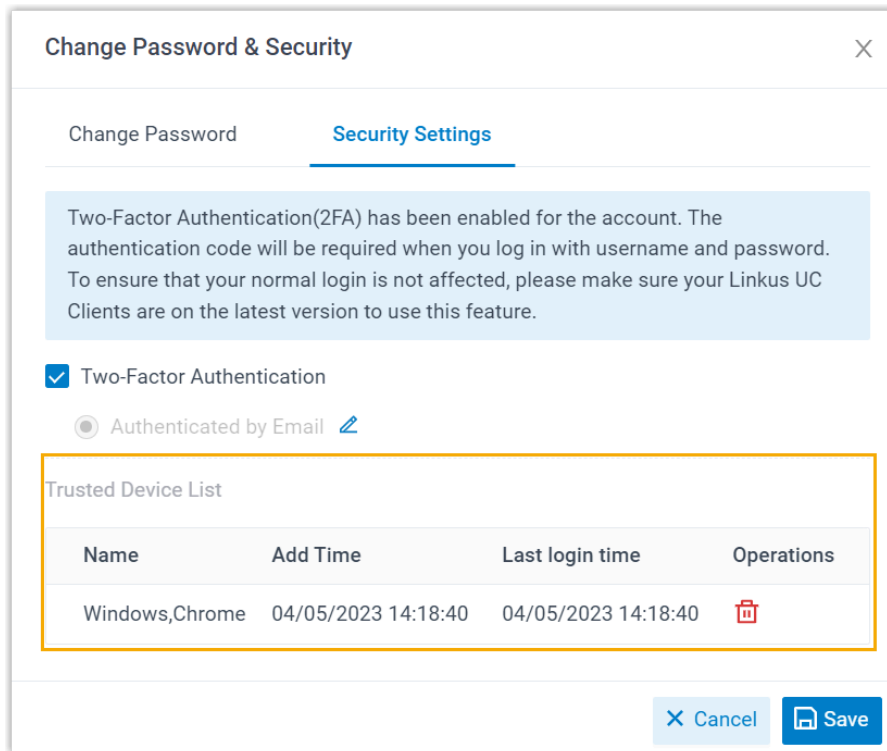 Change Password & Security
Change Password Security Settings
Two-Factor Authentication(2FA) has been enabled for the account. The
authentication code will be required when you log in with username and password.
To ensure that your normal login is not affected, please make sure your Linkus UC
Clients are on the latest version to use this feature.
Two-Factor Authentication
Authenticated by Email
Trusted Device List
Name Add Time Last login time Operations
Windows,Chrome 04/05/2023 14:18:40 04/05/2023 14:18:40
Cancel Save